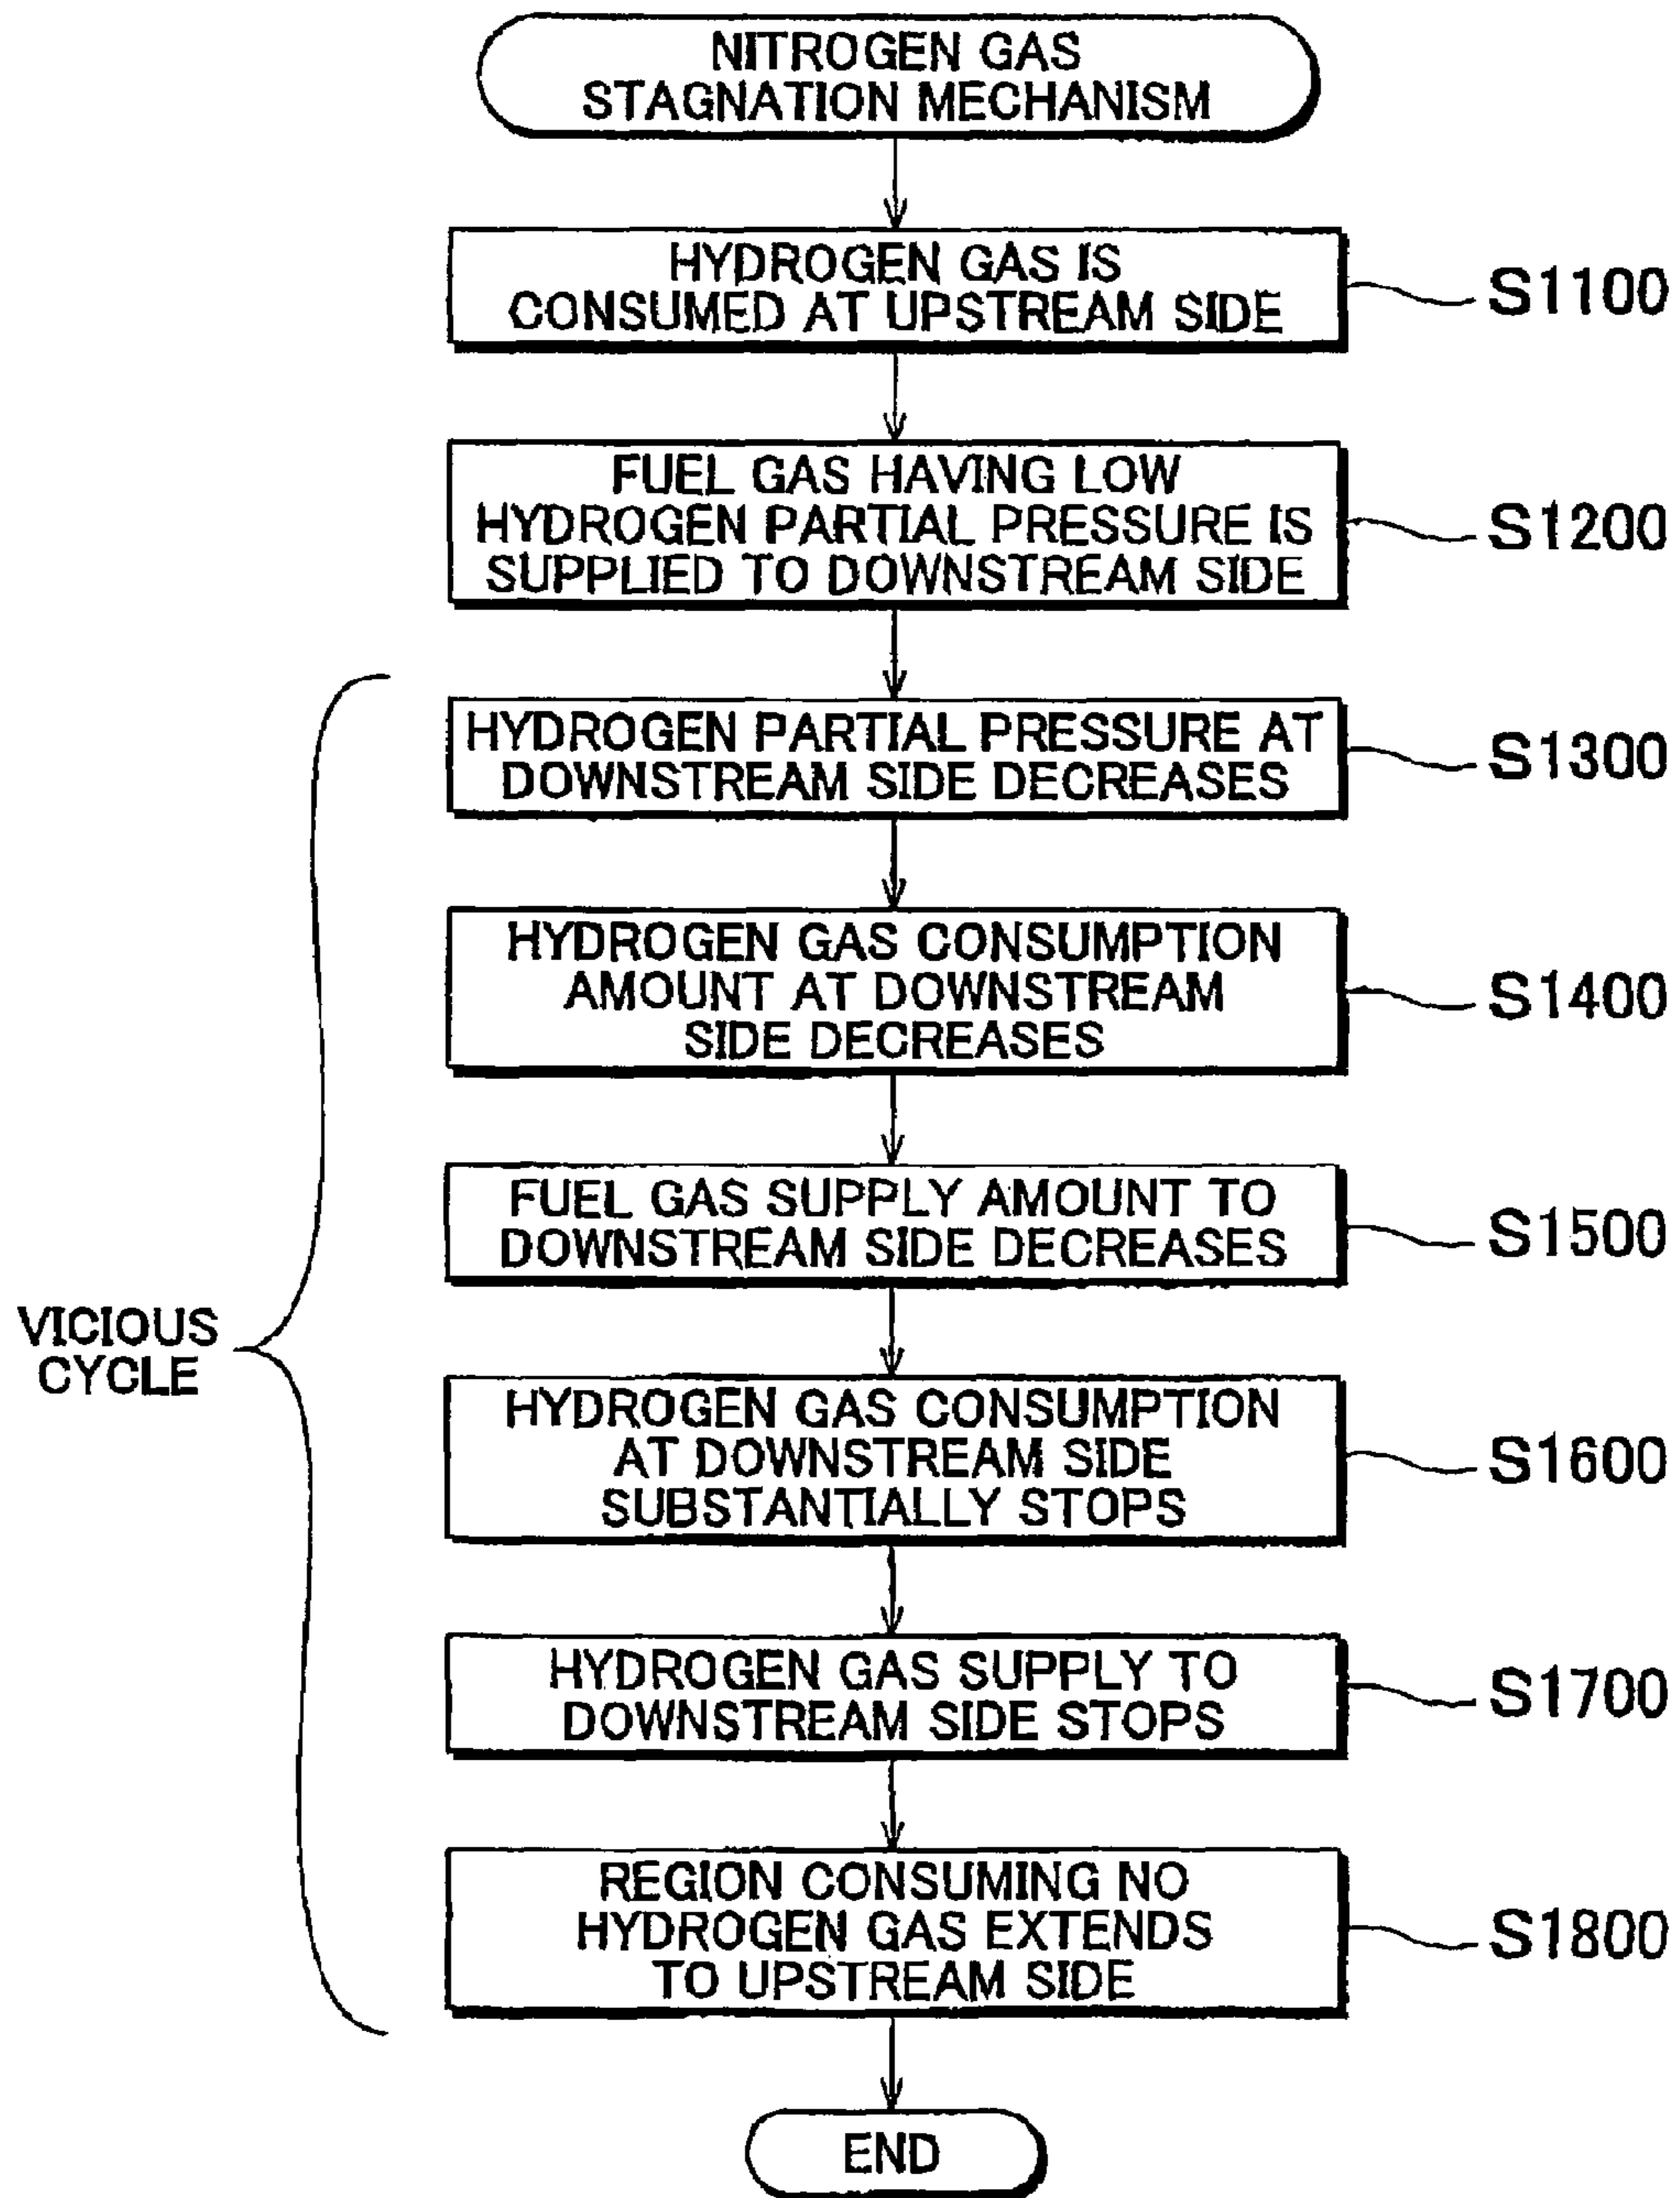 NITROGEN GAS
STAGNATION MECHANISM
HYDROGEN GAS IS
CONSUMED AT UPSTREAM SIDE
S1100
FUEL GAS HAVING LOW
HYDROGEN PARTIAL PRESSURE IS
SUPPLIED TO DOWNSTREAM SIDE
S1200
HYDROGEN PARTIAL PRESSURE AT
DOWNSTREAM SIDE DECREASES
S1300
HYDROGEN GAS CONSUMPTION
AMOUNT AT DOWNSTREAM
SIDE DECREASES
S1400
FUEL GAS SUPPLY AMOUNT TO
DOWNSTREAM SIDE DECREASES
S1500
VICIOUS
CYCLE
HYDROGEN GAS CONSUMPTION
AT DOWNSTREAM SIDE
SUBSTANTIALLY STOPS
S1600
HYDROGEN GAS SUPPLY TO
DOWNSTREAM SIDE STOPS
S1700
REGION CONSUMING NO
HYDROGEN GAS EXTENDS
TO UPSTREAM SIDE
S1800
END